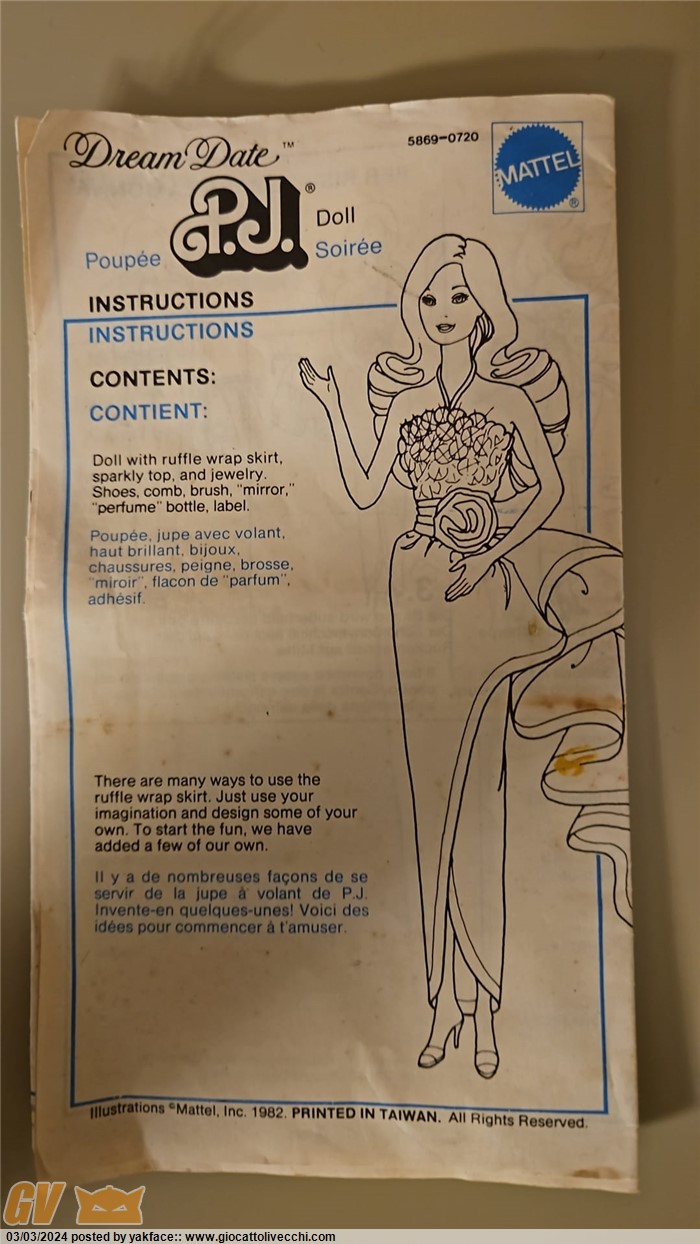 Dream Date ™
5869-0720
MATTEL ®
P.J. ® Doll
Poupée Soirée
INSTRUCTIONS
INSTRUCTIONS
CONTENTS:
CONTIENT:
Doll with ruffle wrap skirt,
sparkly top, and jewelry.
Shoes, comb, brush, "mirror,"
"perfume" bottle, label.
Poupée, jupe avec volant,
haut brillant, bijoux,
chaussures, peigne, brosse,
"miroir", flacon de "parfum",
adhésif.
There are many ways to use the
ruffle wrap skirt. Just use your
imagination and design some of your
own. To start the fun, we have
added a few of our own.
Il y a de nombreuses façons de se
servir de la jupe à volant de P.J.
Invente-en quelques-unes! Voici des
idées pour commencer à t'amuser.
Illustrations ©Mattel, Inc. 1982. PRINTED IN TAIWAN. All Rights Reserved.
GV
03/03/2024 posted by yakface:: www.giocattolivecchi.com